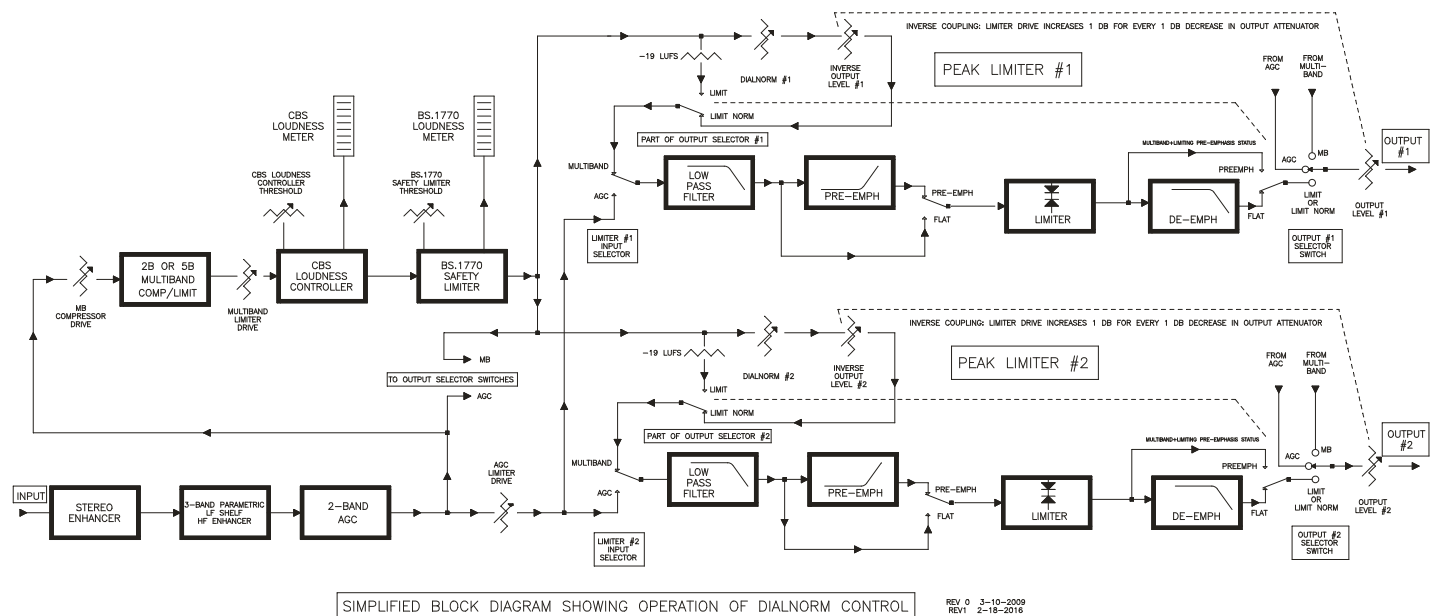 INVERSE COUPLING: LIMITER DRIVE INCREASES 1 DB FOR EVERY 1 DB DECREASE IN OUTPUT ATTENUATOR
-19 LUFS
DIALNORM #1
INVERSE
OUTPUT
LEVEL #1
PEAK LIMITER #1
FROM
AGC
FROM
MULTI-
BAND
LIMIT
LIMIT NORM
CBS
LOUDNESS
METER
BS.1770
LOUDNESS
METER
PART OF OUTPUT SELECTOR #1
MULTIBAND+LIMITING PRE-EMPHASIS STATUS
OUTPUT
#1
MULTIBAND
AGC
LOW
PASS
FILTER
PRE-EMPH
PRE-EMPH
FLAT
LIMITER
DE-EMPH
PREEMPH
FLAT
AGC
MB
LIMIT
OR
LIMIT NORM
OUTPUT
LEVEL #1
CBS LOUDNESS
CONTROLLER
THRESHOLD
BS.1770
SAFETY LIMITER
THRESHOLD
LIMITER #1
INPUT
SELECTOR
OUTPUT #1
SELECTOR
SWITCH
MB
COMPRESSOR
DRIVE
2B OR 5B
MULTIBAND
COMP/LIMIT
MULTIBAND
LIMITER
DRIVE
CBS
LOUDNESS
CONTROLLER
BS.1770
SAFETY
LIMITER
INVERSE COUPLING: LIMITER DRIVE INCREASES 1 DB FOR EVERY 1 DB DECREASE IN OUTPUT ATTENUATOR
MB
TO OUTPUT SELECTOR SWITCHES
AGC
-19 LUFS
DIALNORM #2
INVERSE
OUTPUT
LEVEL #2
PEAK LIMITER #2
FROM
AGC
FROM
MULTI-
BAND
LIMIT
LIMIT NORM
PART OF OUTPUT SELECTOR #2
MULTIBAND+LIMITING PRE-EMPHASIS STATUS
OUTPUT
#2
MULTIBAND
AGC
LOW
PASS
FILTER
PRE-EMPH
PRE-EMPH
FLAT
LIMITER
DE-EMPH
PREEMPH
FLAT
AGC
MB
LIMIT
OR
LIMIT NORM
OUTPUT
LEVEL #2
INPUT
STEREO
ENHANCER
3-BAND PARAMETRIC
LF SHELF
HF ENHANCER
2-BAND
AGC
AGC
LIMITER
DRIVE
LIMITER #2
INPUT
SELECTOR
OUTPUT #2
SELECTOR
SWITCH
SIMPLIFIED BLOCK DIAGRAM SHOWING OPERATION OF DIALNORM CONTROL
REV 0 3-10-2009
REV1 2-18-2016